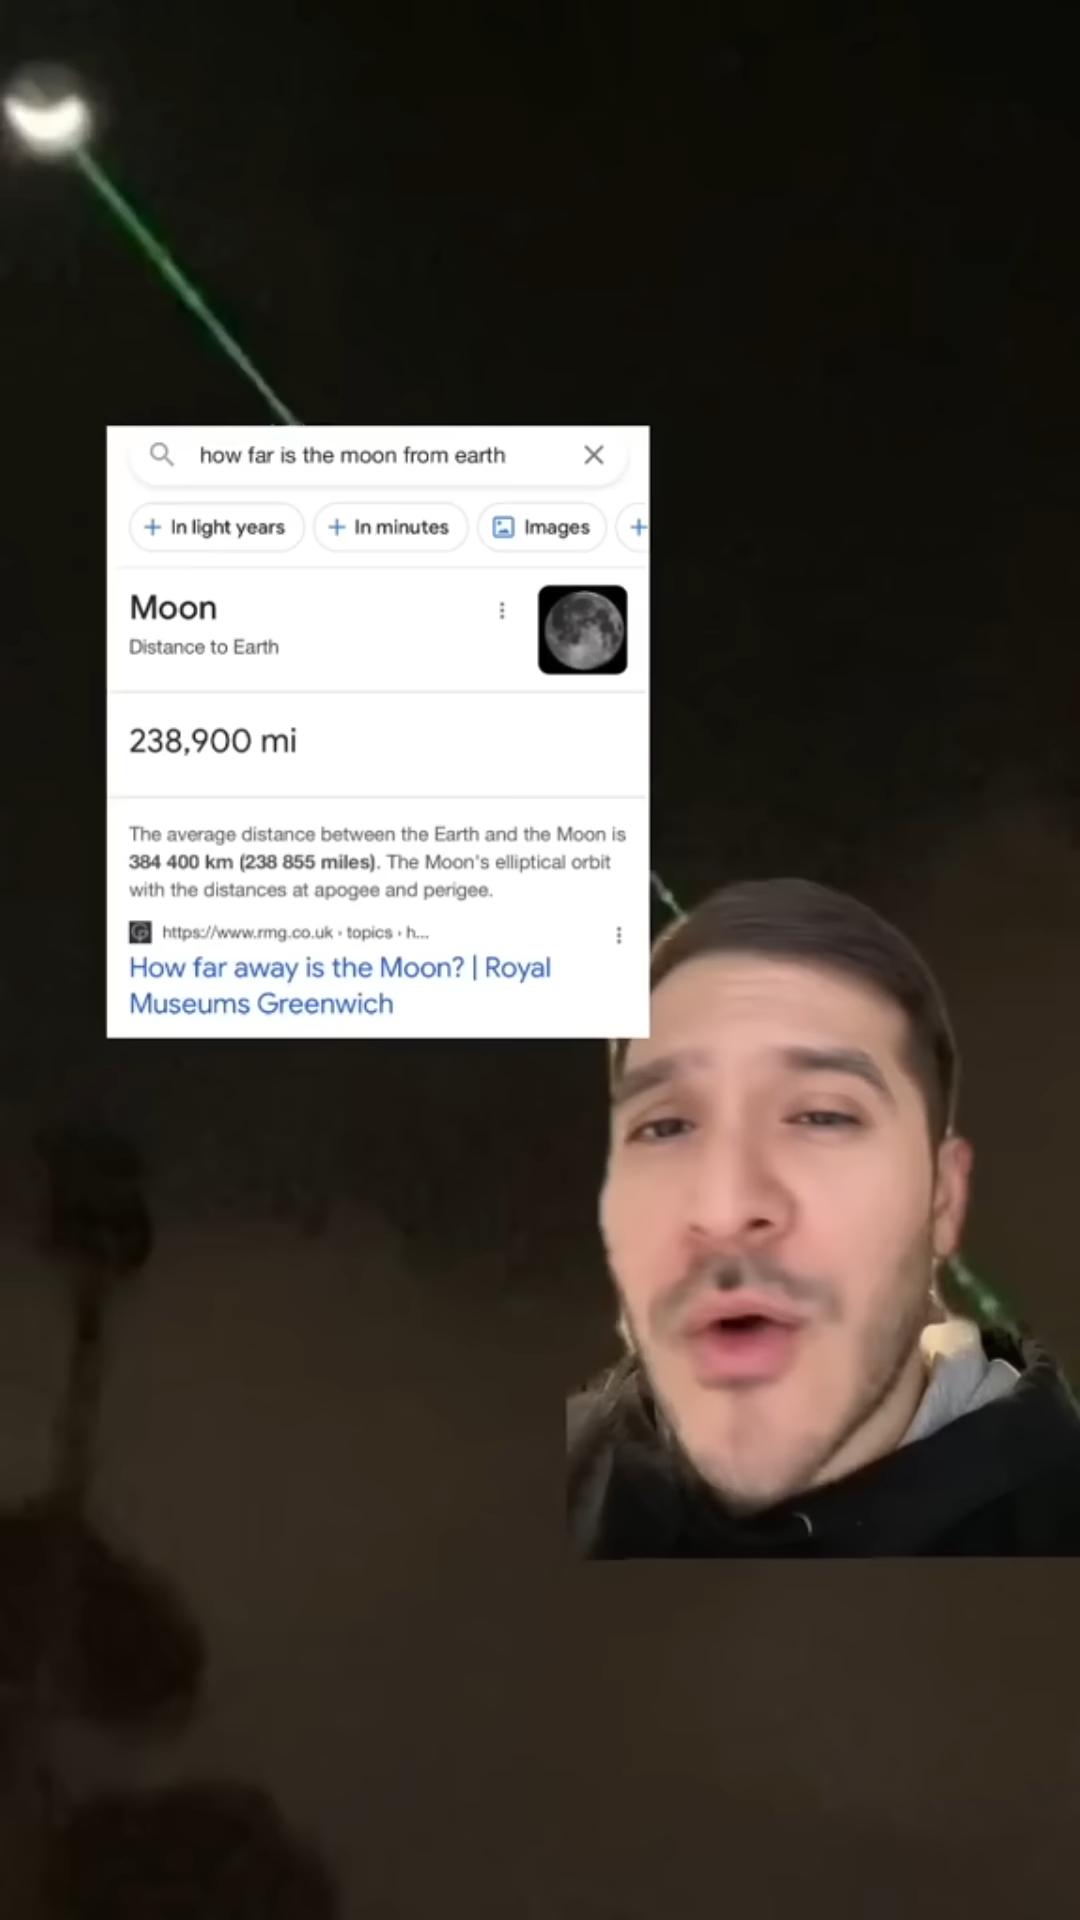 how far is the moon from earth
In light years In minutes Images
Moon
Distance to Earth
238,900 mi
The average distance between the Earth and the Moon is
384 400 km (238 855 miles). The Moon's elliptical orbit
with the distances at apogee and perigee.
https://www.rmg.co.uk › topics › h...
How far away is the Moon? | Royal
Museums Greenwich